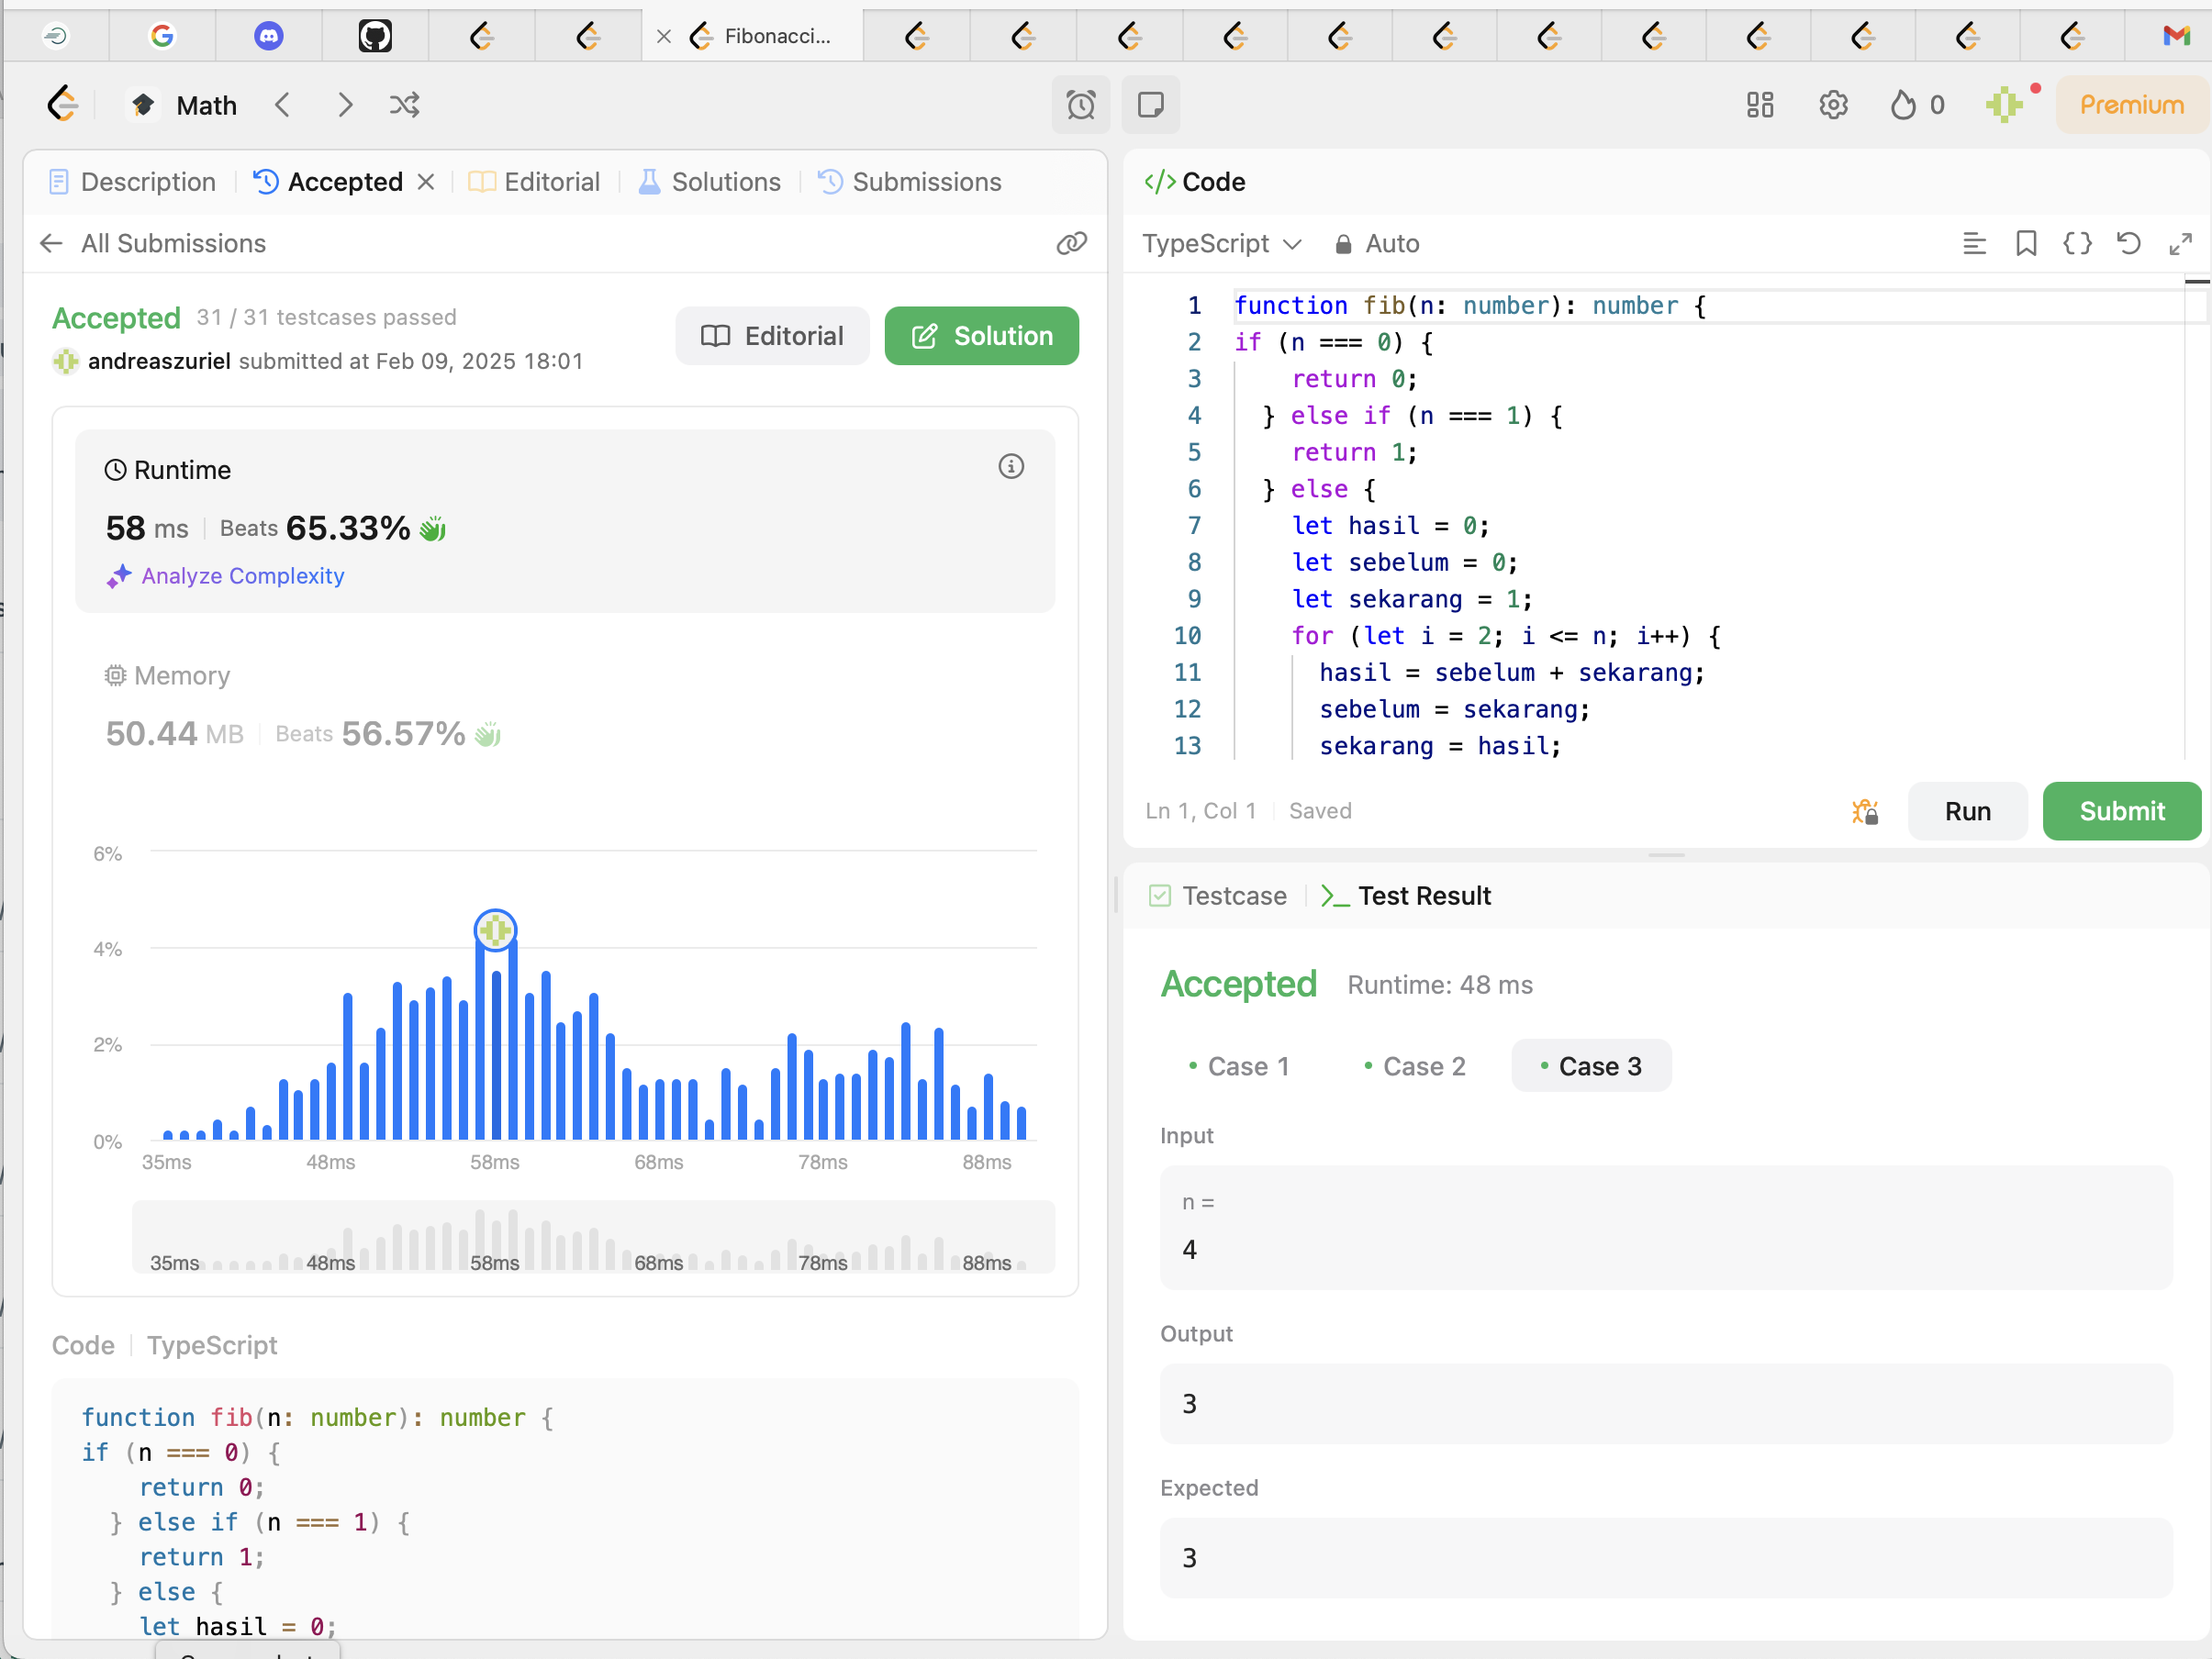 Fibonacci...
Math
0
Premium
Description
Accepted
Editorial
Solutions
Submissions
All Submissions
Accepted 31 / 31 testcases passed
andreaszuriel submitted at Feb 09, 2025 18:01
Editorial
Solution
Runtime
58 ms Beats 65.33%
Analyze Complexity
Memory
50.44 MB Beats 56.57%
6%
4%
2%
0%
35ms 48ms 58ms 68ms 78ms 88ms
35ms 48ms 58ms 68ms 78ms 88ms
Code TypeScript
function fib(n: number): number {
if (n === 0) {
return 0;
} else if (n === 1) {
return 1;
} else {
let hasil = 0;
</> Code
TypeScript Auto
1 function fib(n: number): number {
2 if (n === 0) {
3 return 0;
4 } else if (n === 1) {
5 return 1;
6 } else {
7 let hasil = 0;
8 let sebelum = 0;
9 let sekarang = 1;
10 for (let i = 2; i <= n; i++) {
11 hasil = sebelum + sekarang;
12 sebelum = sekarang;
13 sekarang = hasil;
Ln 1, Col 1 Saved
Run
Submit
Testcase
Test Result
Accepted Runtime: 48 ms
Case 1
Case 2
Case 3
Input
n =
4
Output
3
Expected
3